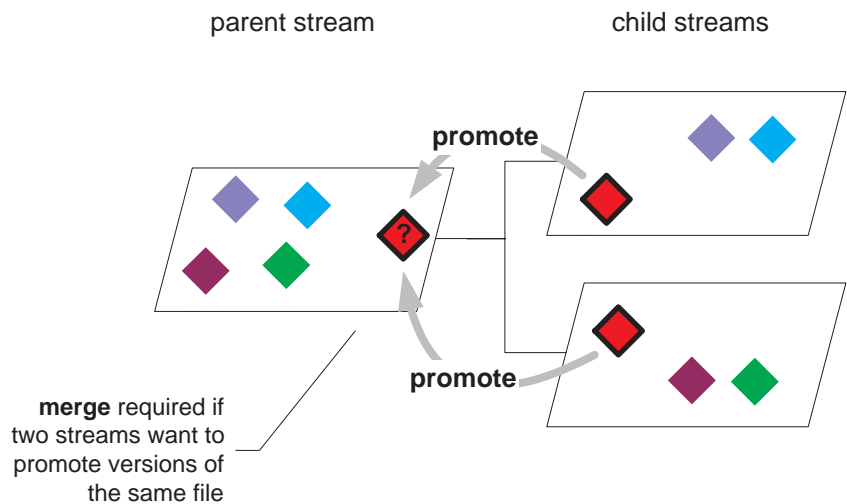 parent stream
child streams
promote
?
promote
merge required if
two streams want to
promote versions of
the same file